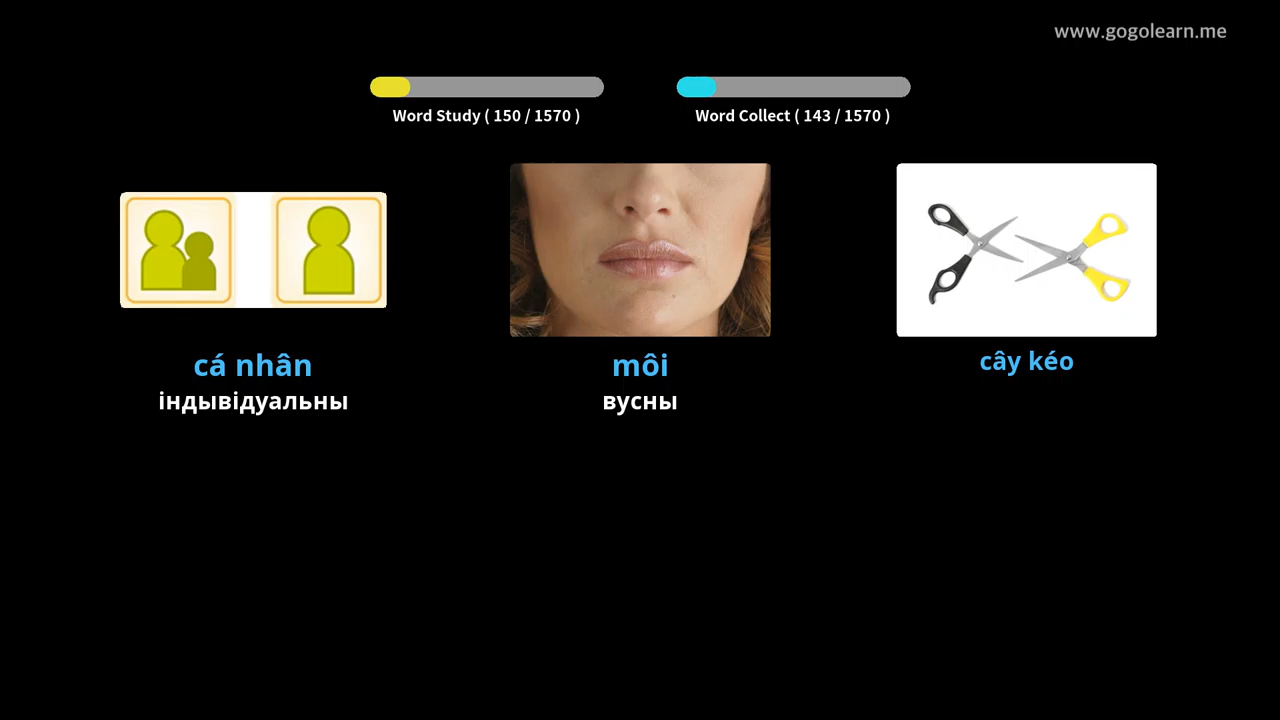 www.gogolearn.me
Word Study ( 150 / 1570 )
Word Collect ( 143 / 1570 )
cá nhân
індывідуальны
môi
вусны
cây kéo